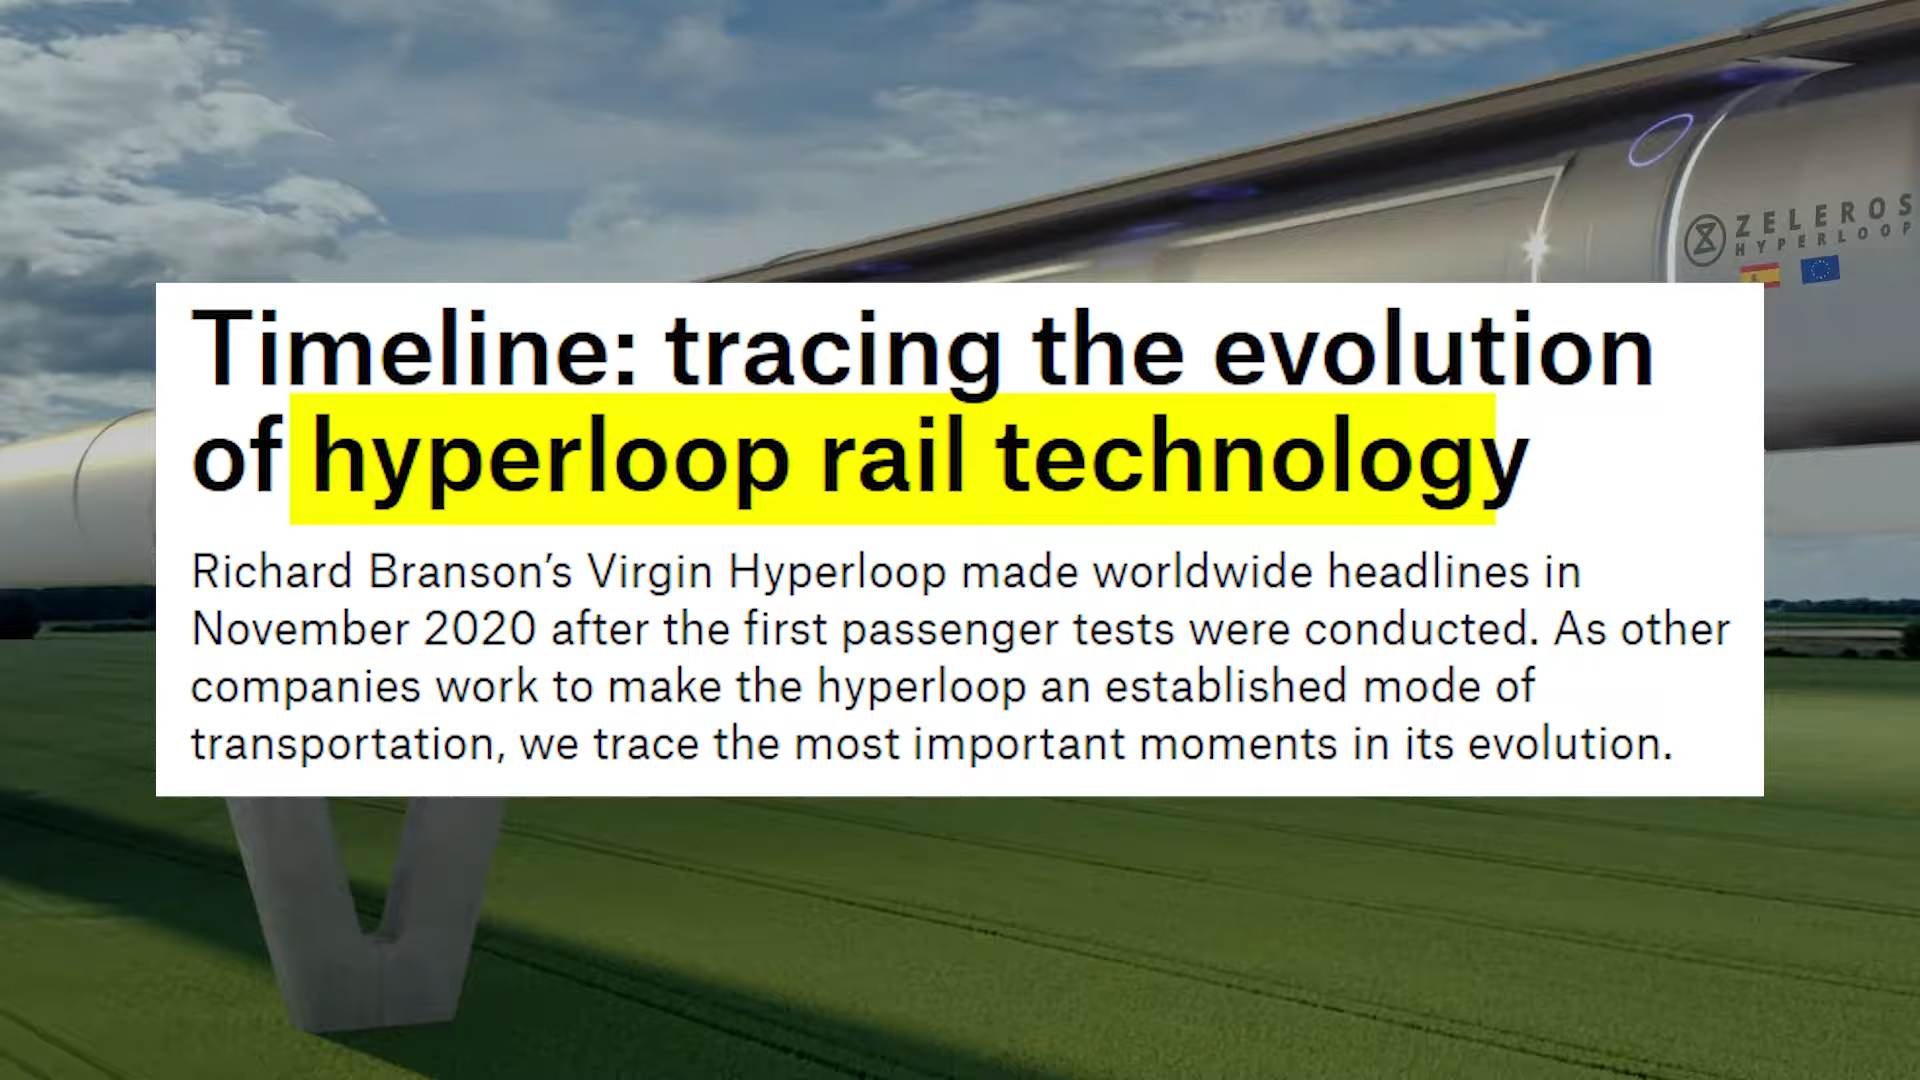 ZELEROS
HYPERLOOP
Timeline: tracing the evolution
of hyperloop rail technology
Richard Branson’s Virgin Hyperloop made worldwide headlines in
November 2020 after the first passenger tests were conducted. As other
companies work to make the hyperloop an established mode of
transportation, we trace the most important moments in its evolution.